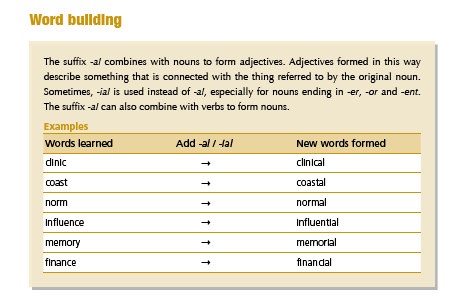 Word building
The suffix -al combines with nouns to form adjectives. Adjectives formed in this way
describe something that is connected with the thing referred to by the original noun.
Sometimes, -ial is used instead of -al, especially for nouns ending in -er, -or and -ent.
The suffix -al can also combine with verbs to form nouns.
Examples
Words learned Add -al / -ial New words formed
clinic → clinical
coast → coastal
norm → normal
influence → influential
memory → memorial
finance → financial